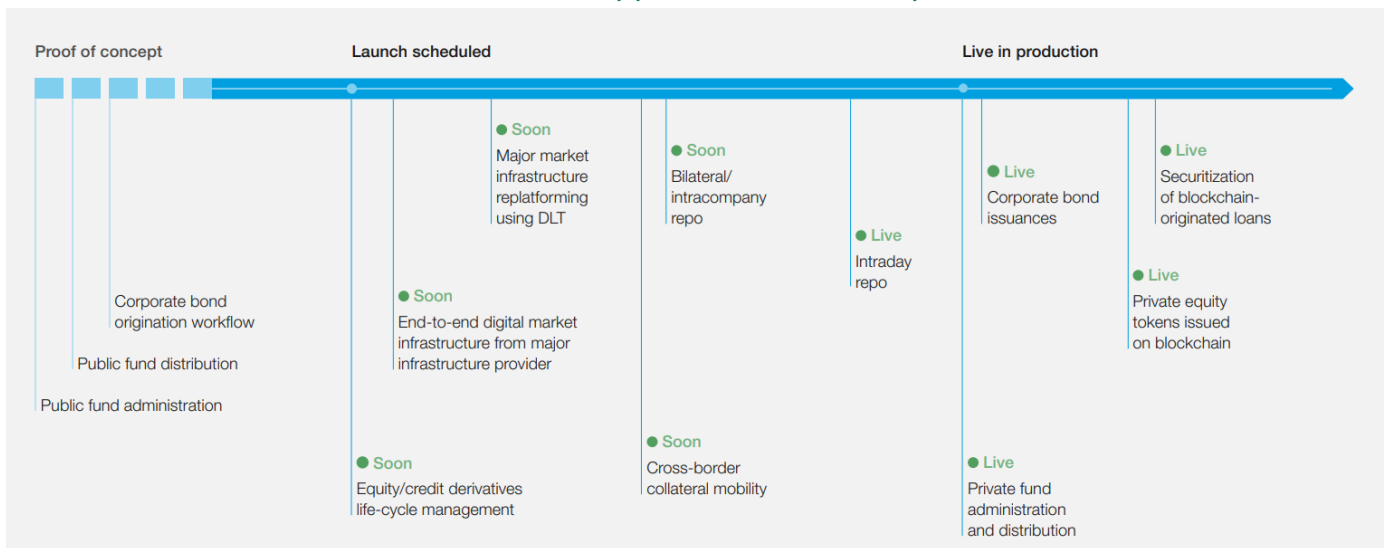 Proof of concept
Launch scheduled
Live in production
Soon
Major market
infrastructure
replatforming
using DLT
Soon
Bilateral/
intracompany
repo
Live
Corporate bond
issuances
Live
Securitization
of blockchain-
originated loans
Live
Intraday
repo
Corporate bond
origination workflow
Soon
End-to-end digital market
infrastructure from major
infrastructure provider
Live
Private equity
tokens issued
on blockchain
Public fund distribution
Public fund administration
Soon
Equity/credit derivatives
life-cycle management
Soon
Cross-border
collateral mobility
Live
Private fund
administration
and distribution